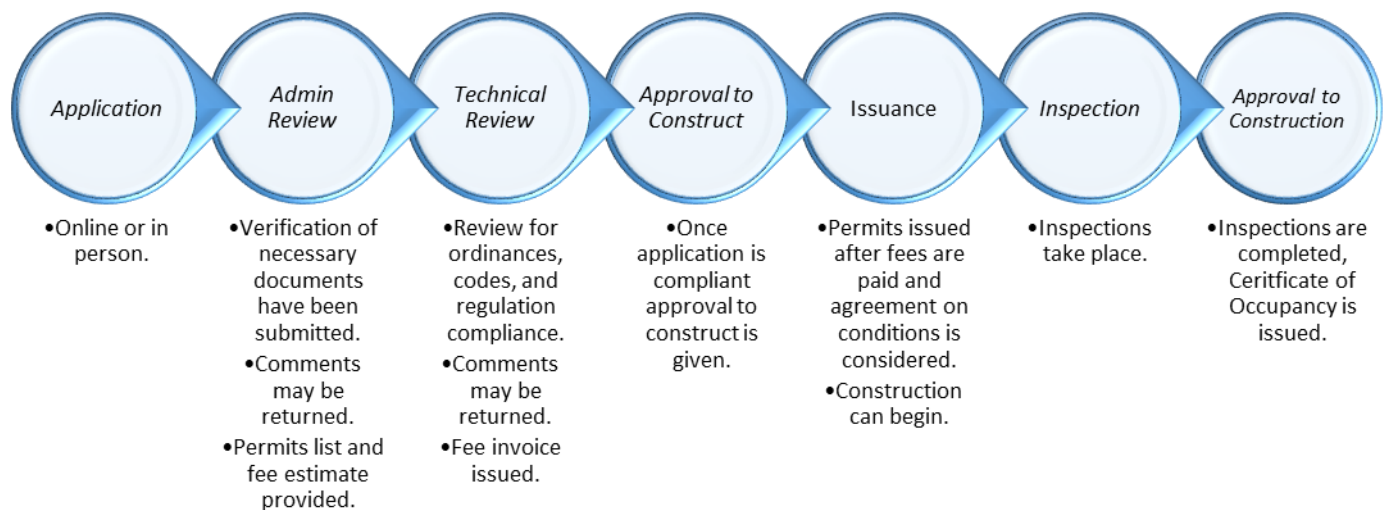 Application
Admin
Review
Technical
Review
Approval to
Construct
Issuance
Inspection
Approval to
Construction
•Online or in
person.
•Verification of
necessary
documents
have been
submitted.
•Comments
may be
returned.
•Permits list and
fee estimate
provided.
•Review for
ordinances,
codes, and
regulation
compliance.
•Comments
may be
returned.
•Fee invoice
issued.
•Once
application is
compliant
approval to
construct is
given.
•Permits issued
after fees are
paid and
agreement on
conditions is
considered.
•Construction
can begin.
•Inspections
take place.
•Inspections are
completed,
Ceritficate of
Occupancy is
issued.